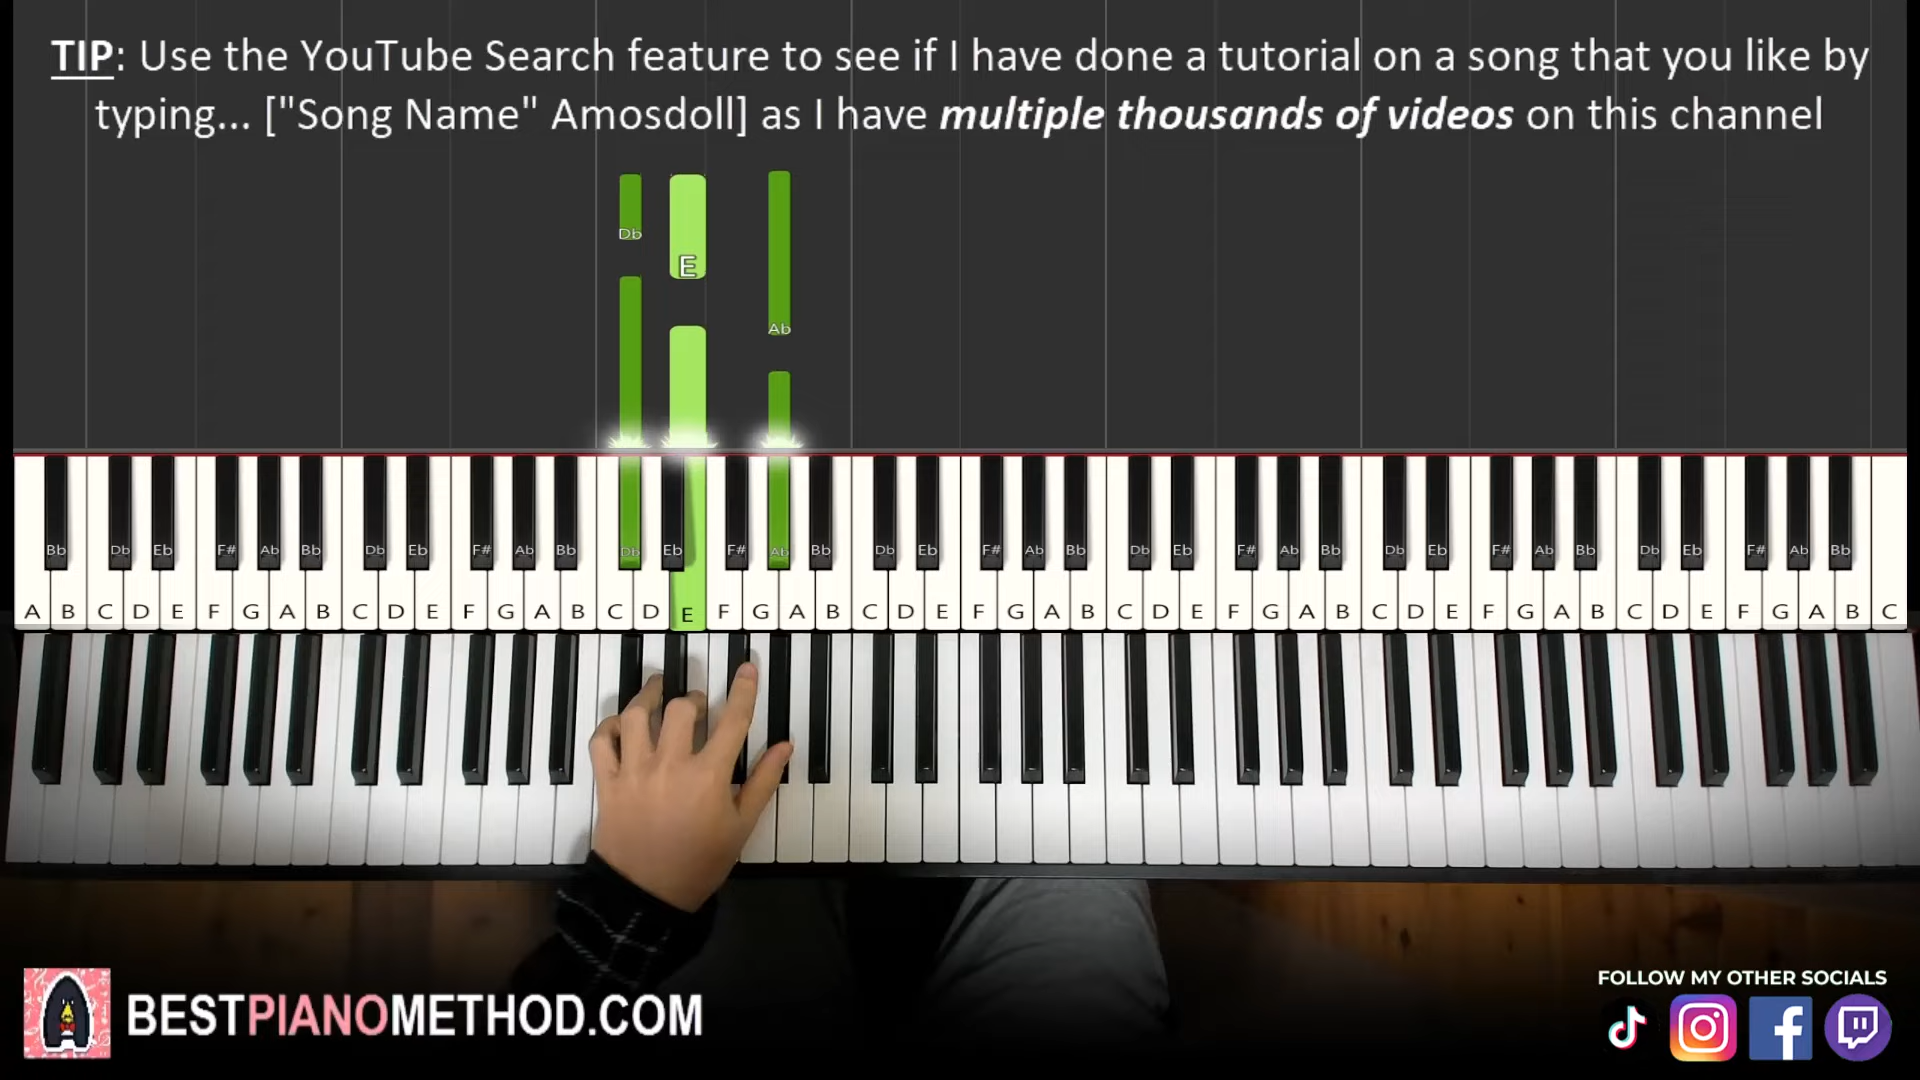 TIP: Use the YouTube Search feature to see if I have done a tutorial on a song that you like by
typing... ["Song Name" Amosdoll] as I have multiple thousands of videos on this channel
Db
E
Ab
Bb Db Eb F# Ab Bb Db Eb F# Ab Bb Db Eb F# Ab Bb Db Eb F# Ab Bb Db Eb F# Ab Bb Db Eb F# Ab Bb Db Eb F# Ab Bb
A B C D E F G A B C D E F G A B C D E F G A B C D E F G A B C D E F G A B C D E F G A B C D E F G A B C
BESTPIANOMETHOD.COM
FOLLOW MY OTHER SOCIALS